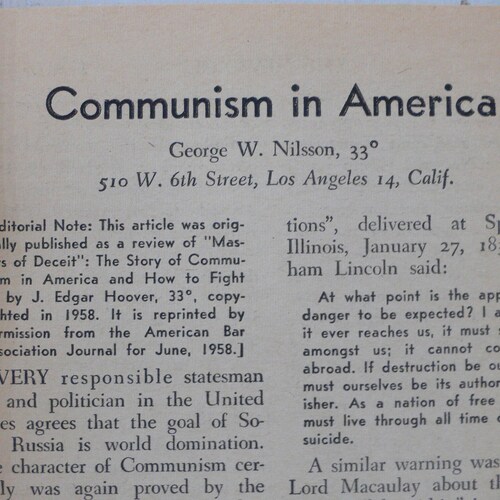 Communism in America
George W. Nilsson, 33°
510 W. 6th Street, Los Angeles 14, Calif.
ditorial Note: This article was orig-
lly published as a review of "Mas-
s of Deceit": The Story of Commu-
m in America and How to Fight
by J. Edgar Hoover, 33°, copy-
hted in 1958. It is reprinted by
rmission from the American Bar
sociation Journal for June, 1958.]
VERY responsible statesman
and politician in the United
es agrees that the goal of So-
Russia is world domination.
e character of Communism cer-
ly was again proved by the
tions", delivered at Sp
Illinois, January 27, 18
ham Lincoln said:
At what point is the app
danger to be expected? I a
it ever reaches us, it must s
amongst us; it cannot co
abroad. If destruction be ou
must ourselves be its author
isher. As a nation of free
must live through all time o
suicide.
A similar warning was
Lord Macaulay about th